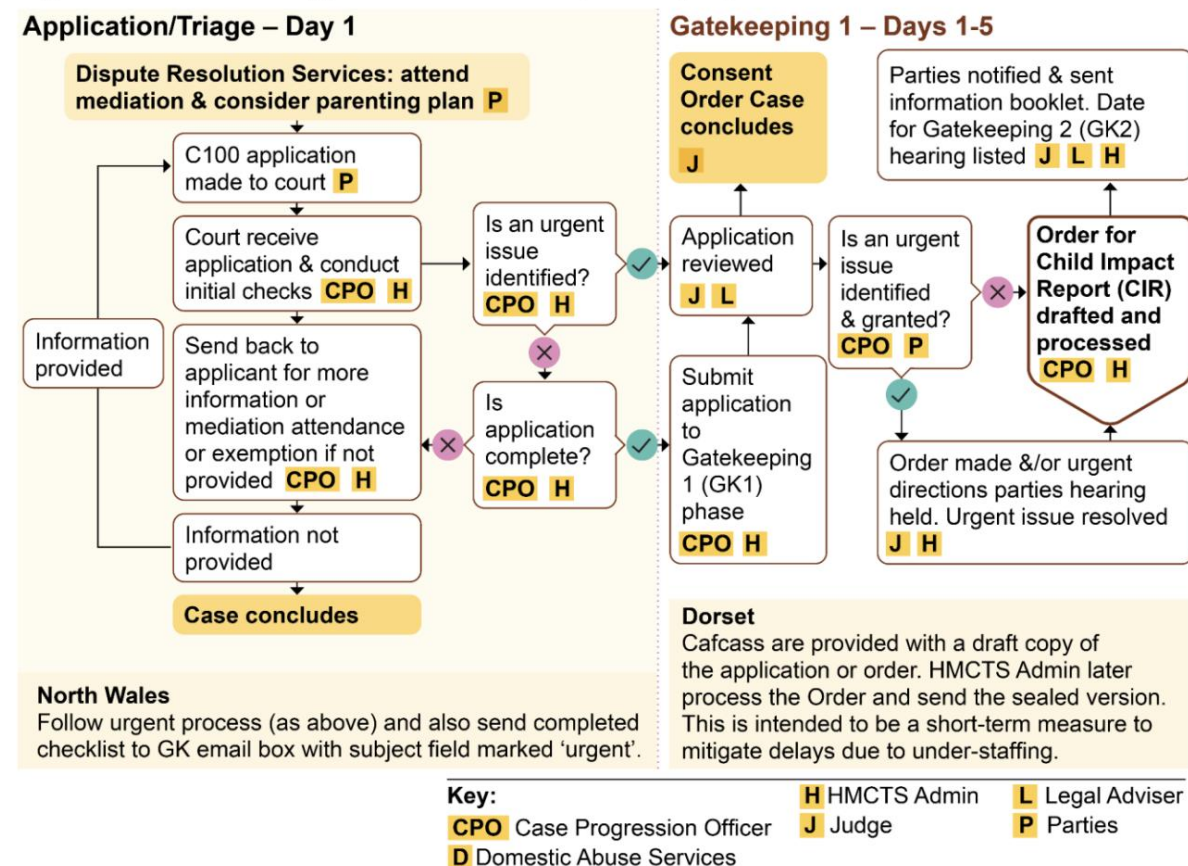 Application/Triage – Day 1
Dispute Resolution Services: attend
mediation & consider parenting plan P
C100 application
made to court P
Court receive
application & conduct
initial checks CPO H
Is an urgent
issue
identified?
CPO H
Information
provided
Send back to
applicant for more
information or
mediation attendance
or exemption if not
provided CPO H
Is
application
complete?
CPO H
Information not
provided
Case concludes
North Wales
Follow urgent process (as above) and also send completed
checklist to GK email box with subject field marked ‘urgent’.
Gatekeeping 1 – Days 1-5
Consent
Order Case
concludes
J
Parties notified & sent
information booklet. Date
for Gatekeeping 2 (GK2)
hearing listed J L H
Application
reviewed
J L
Is an urgent
issue
identified
& granted?
CPO P
Order for
Child Impact
Report (CIR)
drafted and
processed
CPO H
Submit
application
to
Gatekeeping
1 (GK1)
phase
CPO H
Order made &/or urgent
directions parties hearing
held. Urgent issue resolved
J H
Dorset
Cafcass are provided with a draft copy of
the application or order. HMCTS Admin later
process the Order and send the sealed version.
This is intended to be a short-term measure to
mitigate delays due to under-staffing.
Key:
CPO Case Progression Officer
D Domestic Abuse Services
H HMCTS Admin
J Judge
L Legal Adviser
P Parties